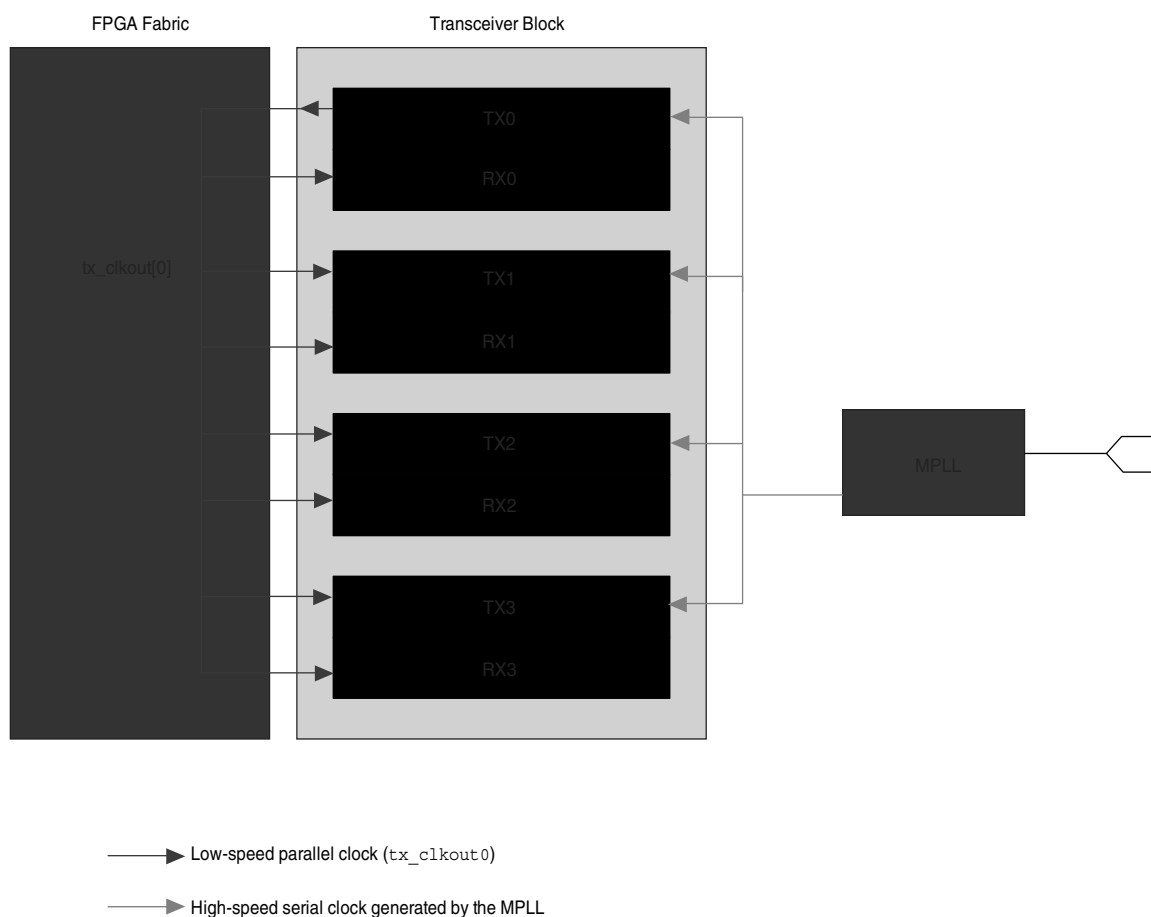 FPGA Fabric
Transceiver Block
TX0
RX0
tx_clkout[0]
TX1
RX1
TX2
MPLL
RX2
TX3
RX3
Low-speed parallel clock (tx_clkout0)
High-speed serial clock generated by the MPLL